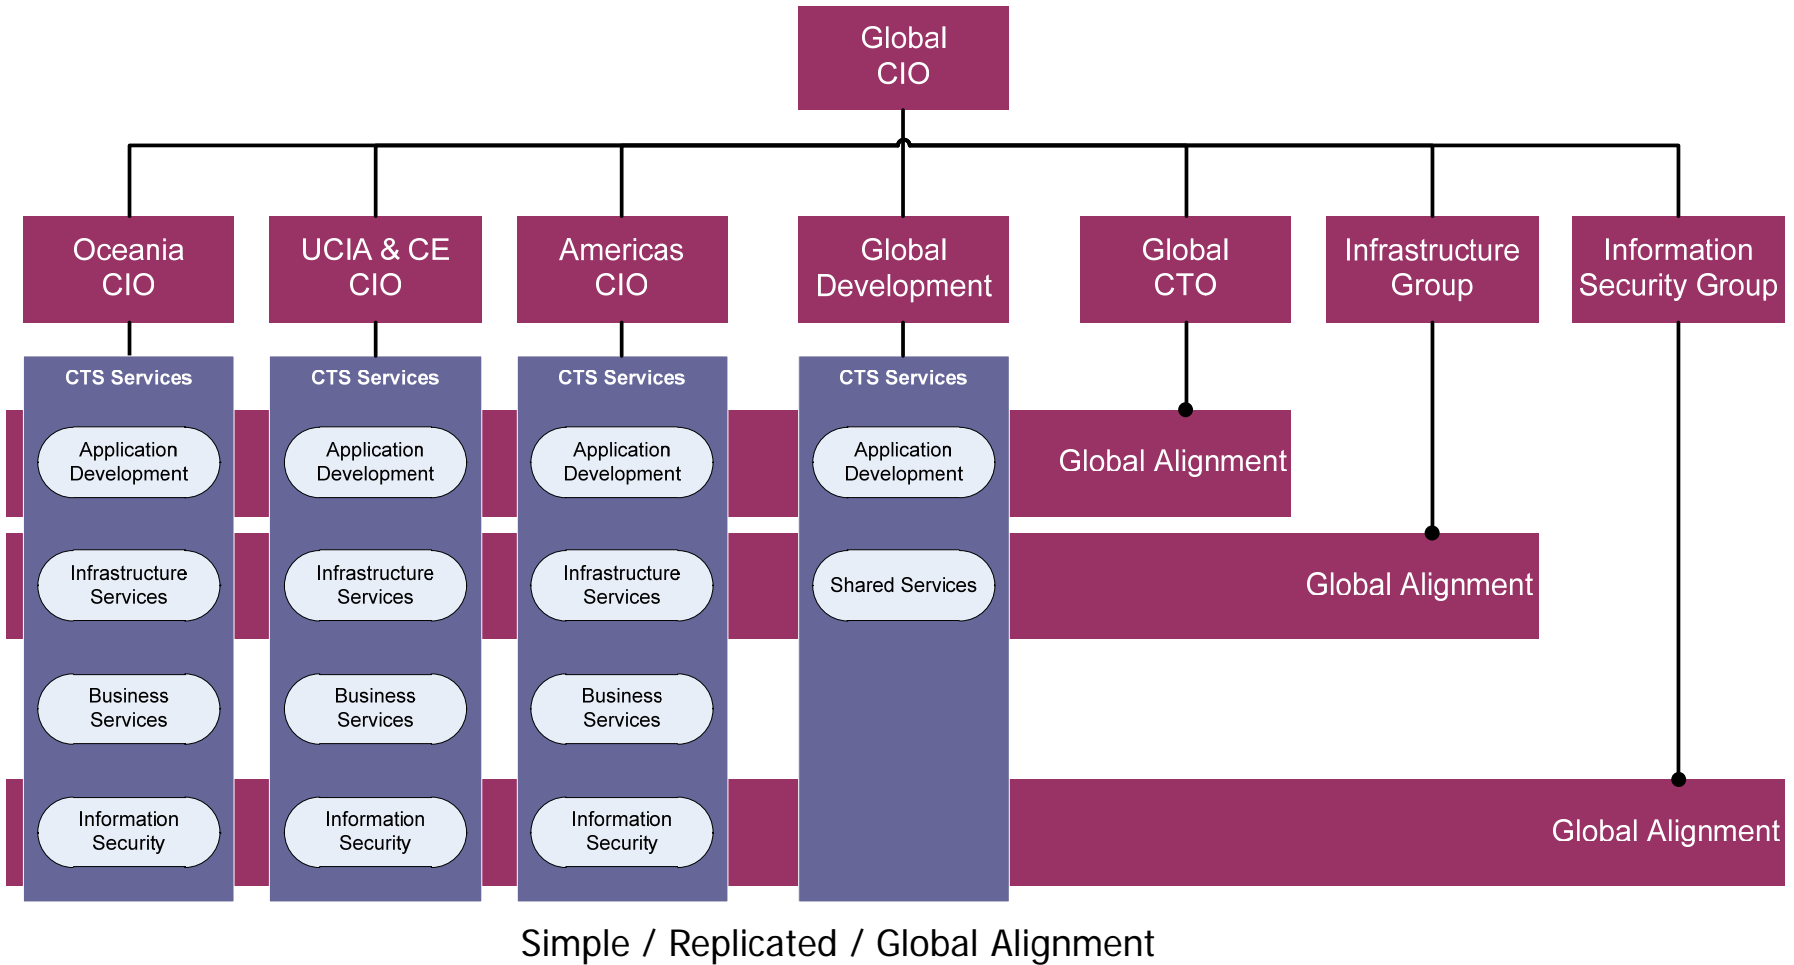 Global
CIO
Oceania
CIO
UCIA & CE
CIO
Americas
CIO
Global
Development
Global
CTO
Infrastructure
Group
Information
Security Group
CTS Services
CTS Services
CTS Services
CTS Services
Application
Development
Application
Development
Application
Development
Application
Development
Global Alignment
Infrastructure
Services
Infrastructure
Services
Infrastructure
Services
Shared Services
Global Alignment
Business
Services
Business
Services
Business
Services
Information
Security
Information
Security
Information
Security
Global Alignment
Simple / Replicated / Global Alignment